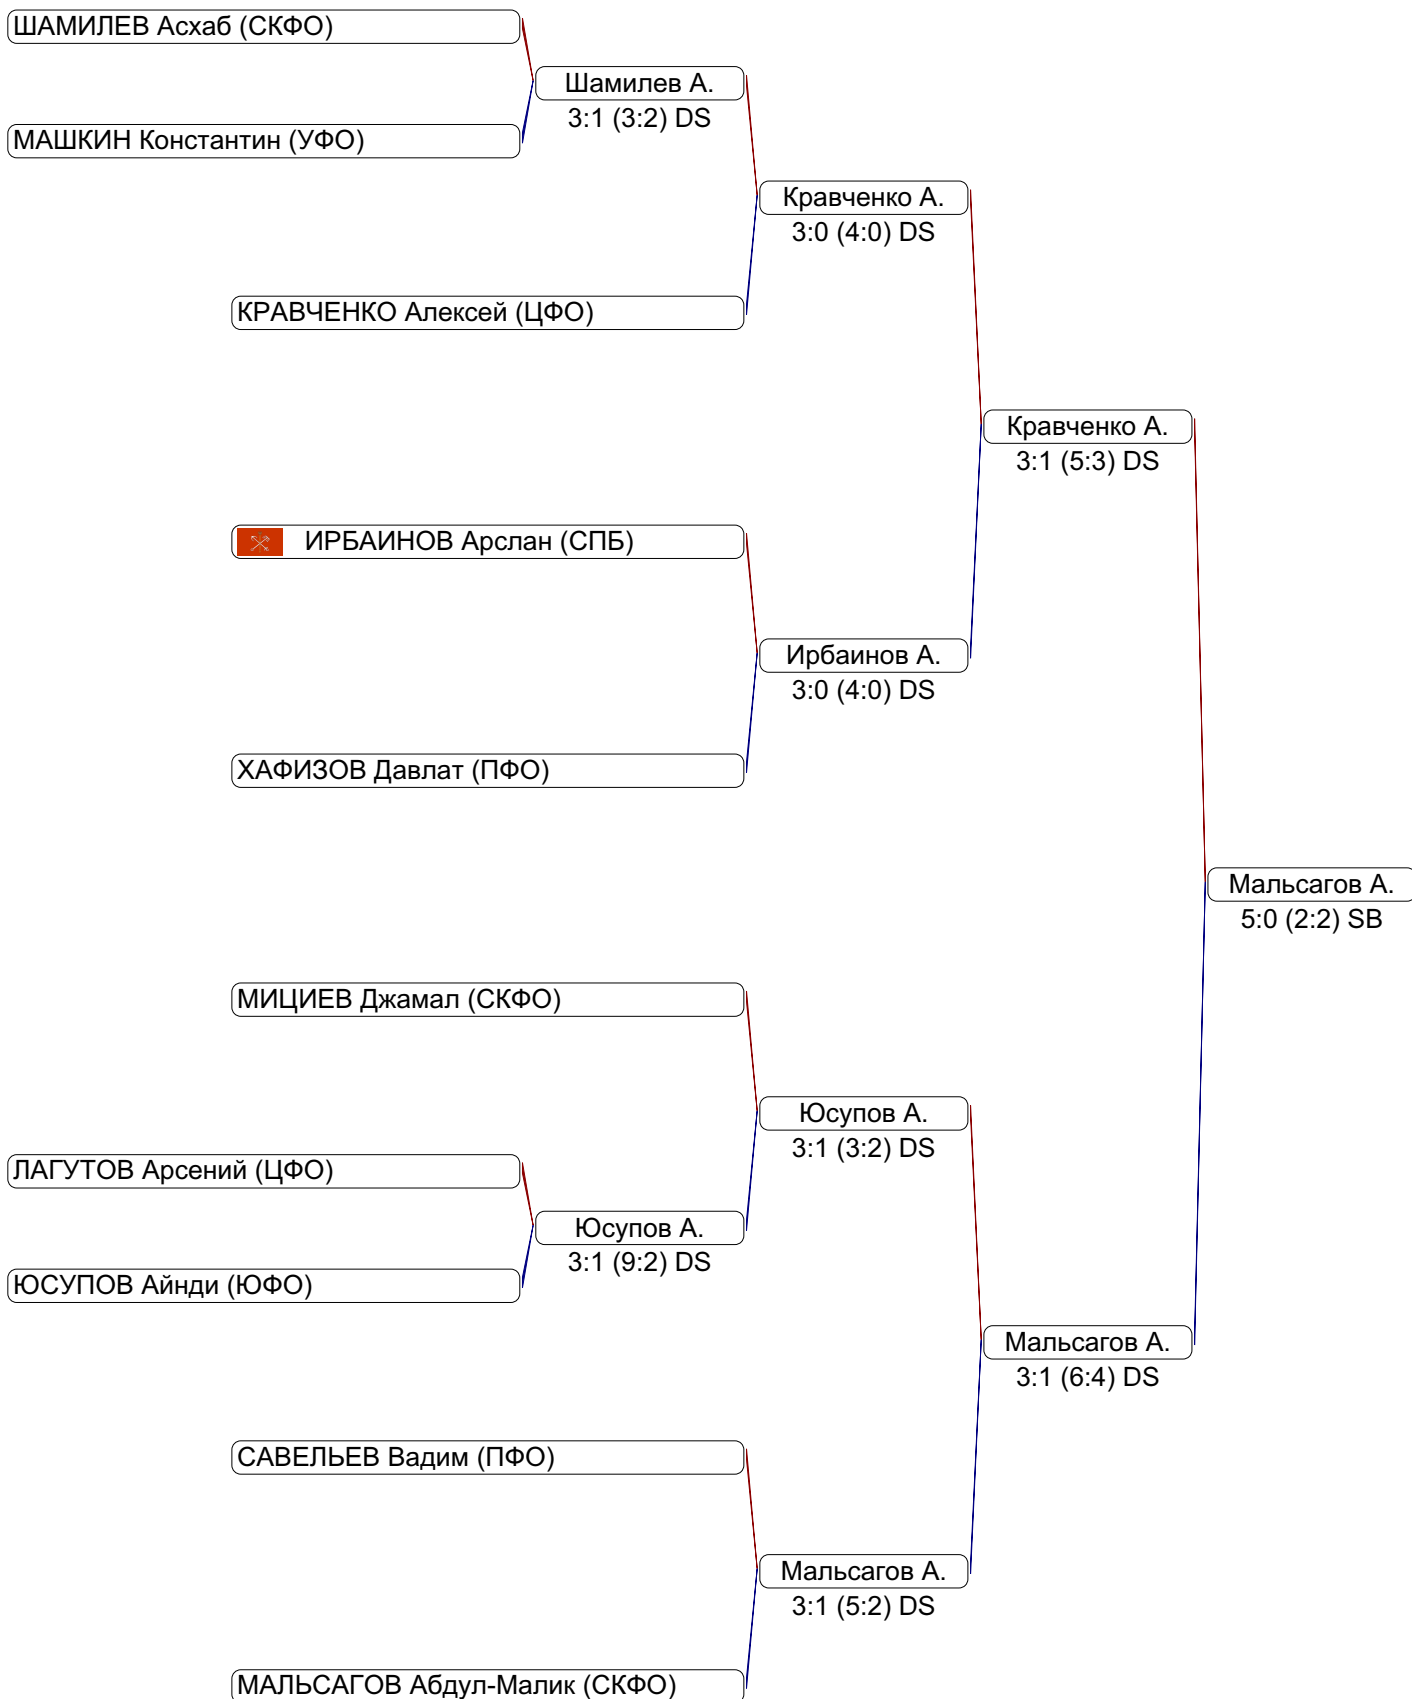 ШАМИЛЕВ Асхаб (СКФО)
Шамилев А.
3:1 (3:2) DS
МАШКИН Константин (УФО)
Кравченко А.
3:0 (4:0) DS
КРАВЧЕНКО Алексей (ЦФО)
Кравченко А.
3:1 (5:3) DS
ИРБАИНОВ Арслан (СПБ)
Ирбаинов А.
3:0 (4:0) DS
ХАФИЗОВ Давлат (ПФО)
Мальсагов А.
5:0 (2:2) SB
МИЦИЕВ Джамал (СКФО)
Юсупов А.
3:1 (3:2) DS
ЛАГУТОВ Арсений (ЦФО)
Юсупов А.
3:1 (9:2) DS
ЮСУПОВ Айнди (ЮФО)
Мальсагов А.
3:1 (6:4) DS
САВЕЛЬЕВ Вадим (ПФО)
Мальсагов А.
3:1 (5:2) DS
МАЛЬСАГОВ Абдул-Малик (СКФО)